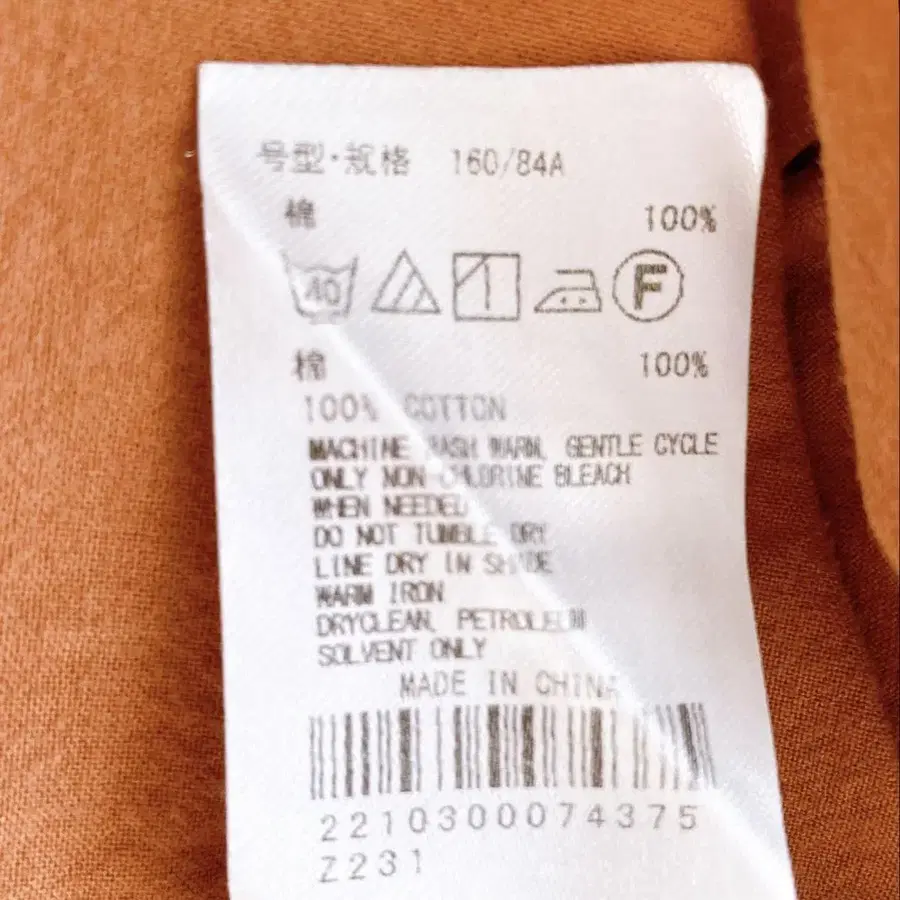 号型·规格 160/84A
棉 100%
40 F
棉 100%
100% COTTON
MACHINE WASH WARM, GENTLE CYCLE
ONLY NON-CHLORINE BLEACH
WHEN NEEDED
DO NOT TUMBLE DRY
LINE DRY IN SHADE
WARM IRON
DRYCLEAN, PETROLEUM
SOLVENT ONLY
MADE IN CHINA
2210300074375
Z231